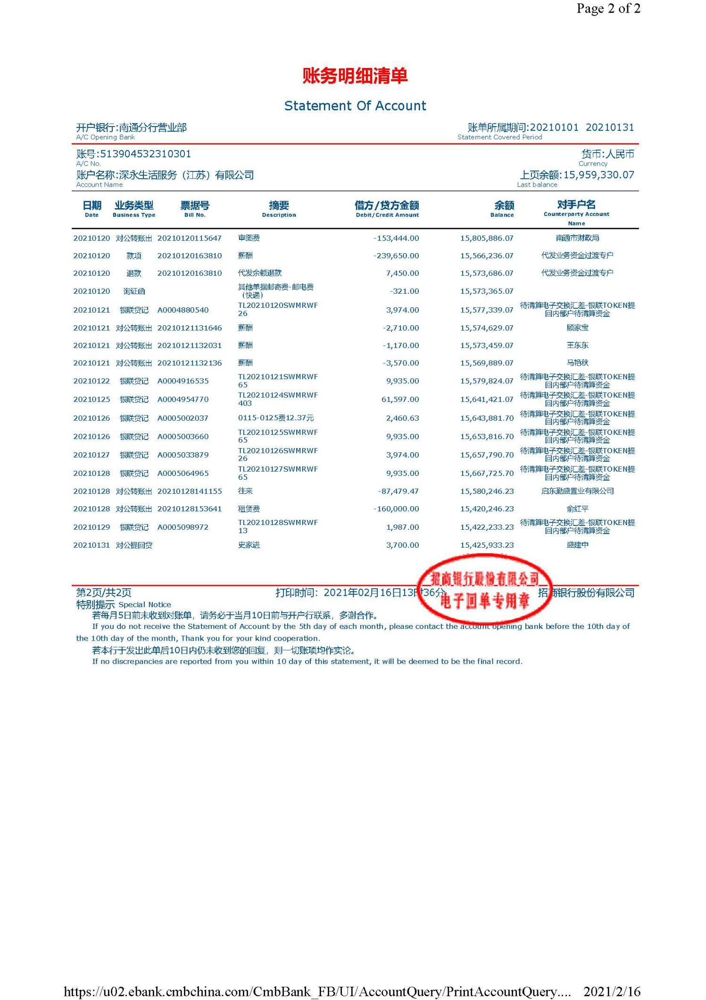 Page 2 of 2
账务明细清单
Statement Of Account
开户银行:南通分行营业部 账单所属期间:20210101 20210131
A/C Opening Bank Statement Covered Period
账号:513904532310301 货币:人民币
A/C No. Currency
账户名称:深永生活服务（江苏）有限公司 上页余额:15,959,330.07
Account Name Last balance
日期 业务类型 票据号 摘要 借方/贷方金额 余额 对手户名
Date Business Type Bill No. Description Debit/Credit Amount Balance Counterparty Account
Name
20210120 对公转账出 20210120115647 审图费 -153,444.00 15,805,886.07 南通市财政局
20210120 款项 20210120163810 薪酬 -239,650.00 15,566,236.07 代发业务资金过渡专户
20210120 退款 20210120163810 代发余额退款 7,450.00 15,573,686.07 代发业务资金过渡专户
其他单据邮寄费-邮电费
20210120 询证函 -321.00 15,573,365.07
（快递）
TL20210120SWMRWF 待清算电子交换汇差-银联TOKEN提
20210121 银联贷记 A0004880540 3,974.00 15,577,339.07
26 回内部户待清算资金
20210121 对公转账出 20210121131646 薪酬 -2,710.00 15,574,629.07 顾家宝
20210121 对公转账出 20210121132031 薪酬 -1,170.00 15,573,459.07 王东东
20210121 对公转账出 20210121132136 薪酬 -3,570.00 15,569,889.07 马艳秋
TL20210121SWMRWF 待清算电子交换汇差-银联TOKEN提
20210122 银联贷记 A0004916535 9,935.00 15,579,824.07
65 回内部户待清算资金
TL20210124SWMRWF 待清算电子交换汇差-银联TOKEN提
20210125 银联贷记 A0004954770 61,597.00 15,641,421.07
403 回内部户待清算资金
待清算电子交换汇差-银联TOKEN提
20210126 银联贷记 A0005002037 0115-0125费12.37元 2,460.63 15,643,881.70
回内部户待清算资金
TL20210125SWMRWF 待清算电子交换汇差-银联TOKEN提
20210126 银联贷记 A0005003660 9,935.00 15,653,816.70
65 回内部户待清算资金
TL20210126SWMRWF 待清算电子交换汇差-银联TOKEN提
20210127 银联贷记 A0005033879 3,974.00 15,657,790.70
26 回内部户待清算资金
TL20210127SWMRWF 待清算电子交换汇差-银联TOKEN提
20210128 银联贷记 A0005064965 9,935.00 15,667,725.70
65 回内部户待清算资金
20210128 对公转账出 20210128141155 往来 -87,479.47 15,580,246.23 启东勤盛置业有限公司
20210128 对公转账出 20210128153641 租赁费 -160,000.00 15,420,246.23 俞红平
TL20210128SWMRWF 待清算电子交换汇差-银联TOKEN提
20210129 银联贷记 A0005098972 1,987.00 15,422,233.23
13 回内部户待清算资金
20210131 对公提回贷 史家进 3,700.00 15,425,933.23 盛建中
招商银行股份有限公司
电子回单专用章
第2页/共2页 打印时间：2021年02月16日13时36分 招商银行股份有限公司
特别提示 Special Notice
若每月5日前未收到对账单，请务必于当月10日前与开户行联系，多谢合作。
If you do not receive the Statement of Account by the 5th day of each month, please contact the account opening bank before the 10th day of
the 10th day of the month, Thank you for your kind cooperation.
若本行于发出此单后10日内仍未收到您的回复，则一切账项均作实论。
If no discrepancies are reported from you within 10 day of this statement, it will be deemed to be the final record.
https://u02.ebank.cmbchina.com/CmbBank_FB/UI/AccountQuery/PrintAccountQuery.... 2021/2/16